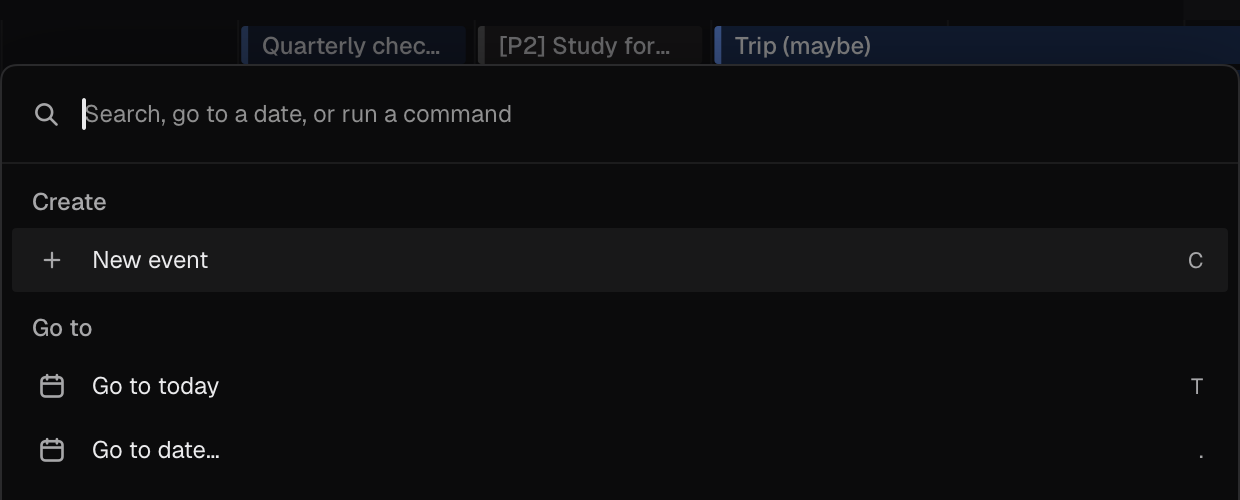 Quarterly chec…
[P2] Study for…
Trip (maybe)
Search, go to a date, or run a command
Create
New event
C
Go to
Go to today
T
Go to date…
.